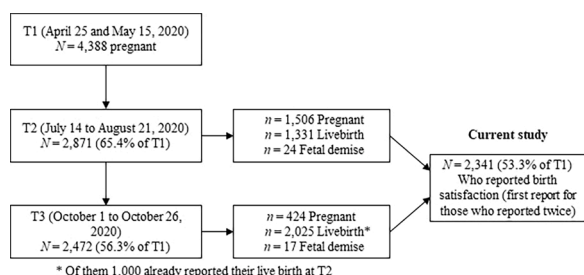 T1 (April 25 and May 15, 2020)
N = 4,388 pregnant
T2 (July 14 to August 21, 2020)
N = 2,871 (65.4% of T1)
n = 1,506 Pregnant
n = 1,331 Livebirth
n = 24 Fetal demise
Current study
N = 2,341 (53.3% of T1)
Who reported birth
satisfaction (first report for
those who reported twice)
T3 (October 1 to October 26,
2020)
N = 2,472 (56.3% of T1)
n = 424 Pregnant
n = 2,025 Livebirth*
n = 17 Fetal demise
* Of them 1,000 already reported their live birth at T2